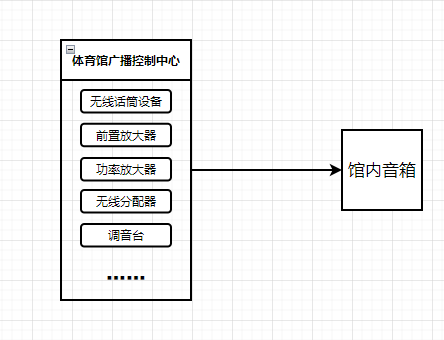 体育馆广播控制中心
无线话筒设备
前置放大器
功率放大器
无线分配器
调音台
……
馆内音箱